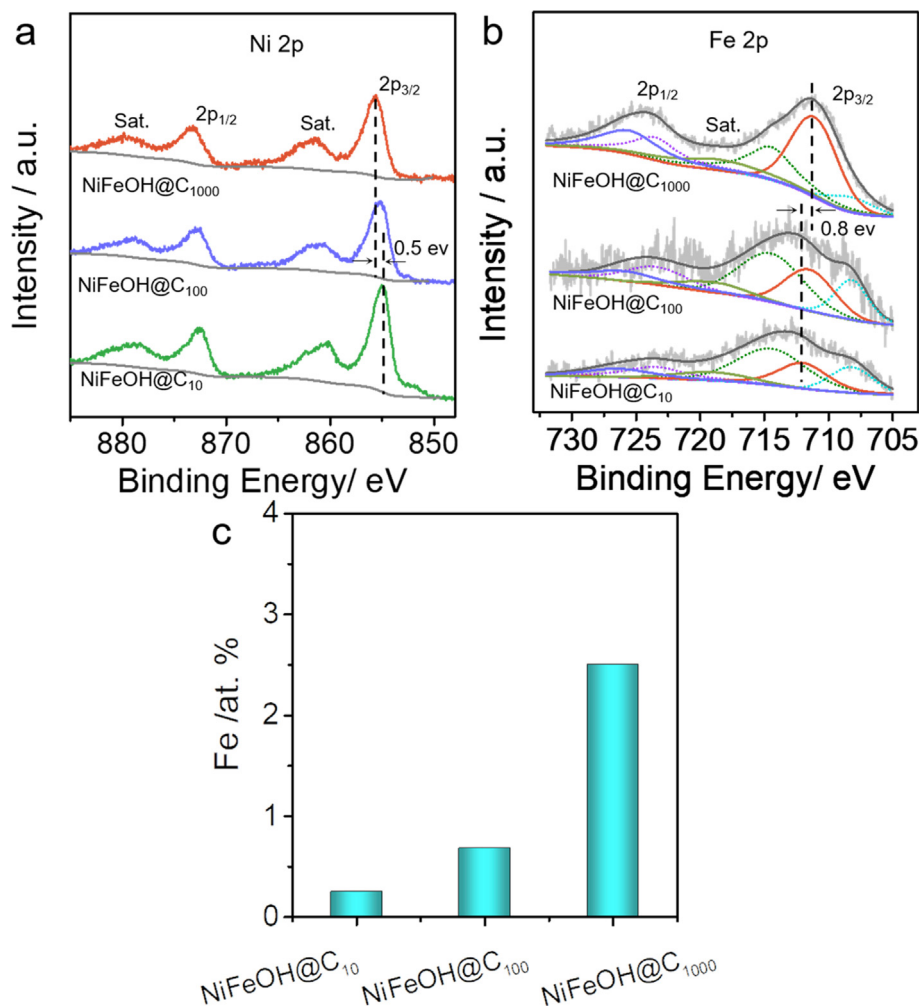 a
Ni 2p
Intensity / a.u.
Sat.
2p1/2
Sat.
2p3/2
NiFeOH@C1000
NiFeOH@C100
0.5 ev
NiFeOH@C10
880 870 860 850
Binding Energy/ eV
b
Fe 2p
Intensity / a.u.
2p1/2
Sat.
2p3/2
NiFeOH@C1000
0.8 ev
NiFeOH@C100
NiFeOH@C10
730 725 720 715 710 705
Binding Energy/ eV
c
Fe /at. %
4
3
2
1
0
NiFeOH@C10
NiFeOH@C100
NiFeOH@C1000